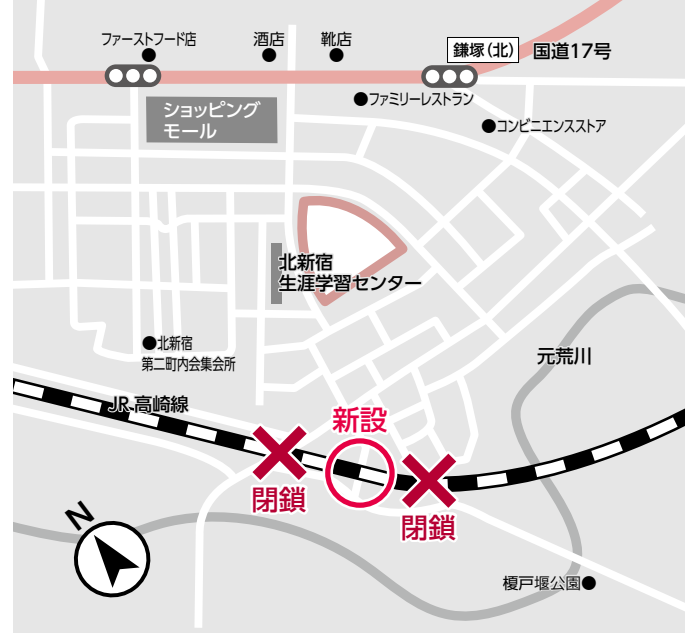 ファーストフード店
酒店
靴店
鎌塚(北)
国道17号
ショッピング
モール
ファミリーレストラン
コンビニエンスストア
北新宿
生涯学習センター
北新宿
第二町内会集会所
元荒川
JR高崎線
新設
閉鎖
閉鎖
N
榎戸堰公園